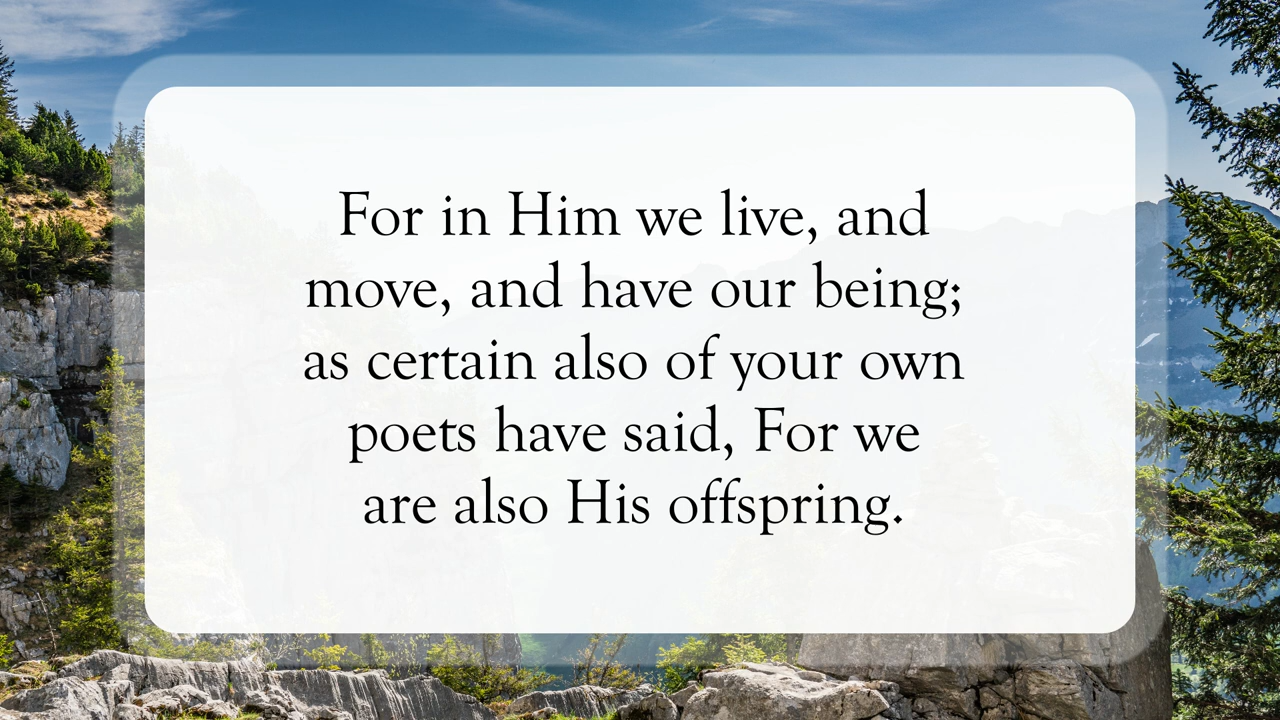 For in Him we live, and
move, and have our being;
as certain also of your own
poets have said, For we
are also His offspring.